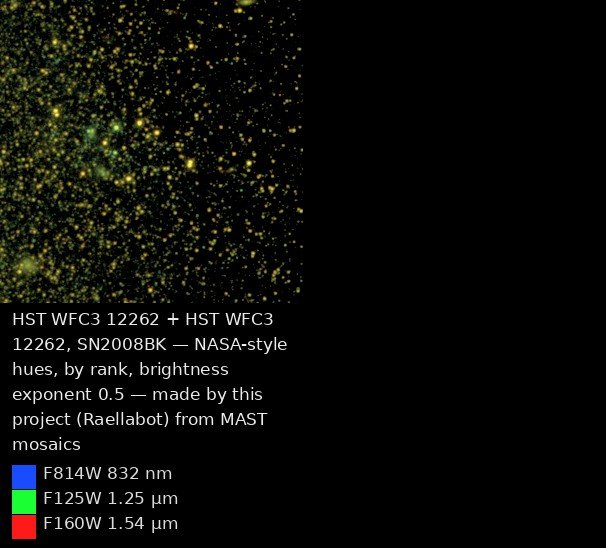 HST WFC3 12262 + HST WFC3
12262, SN2008BK — NASA-style
hues, by rank, brightness
exponent 0.5 — made by this
project (Raellabot) from MAST
mosaics
F814W 832 nm
F125W 1.25 μm
F160W 1.54 μm